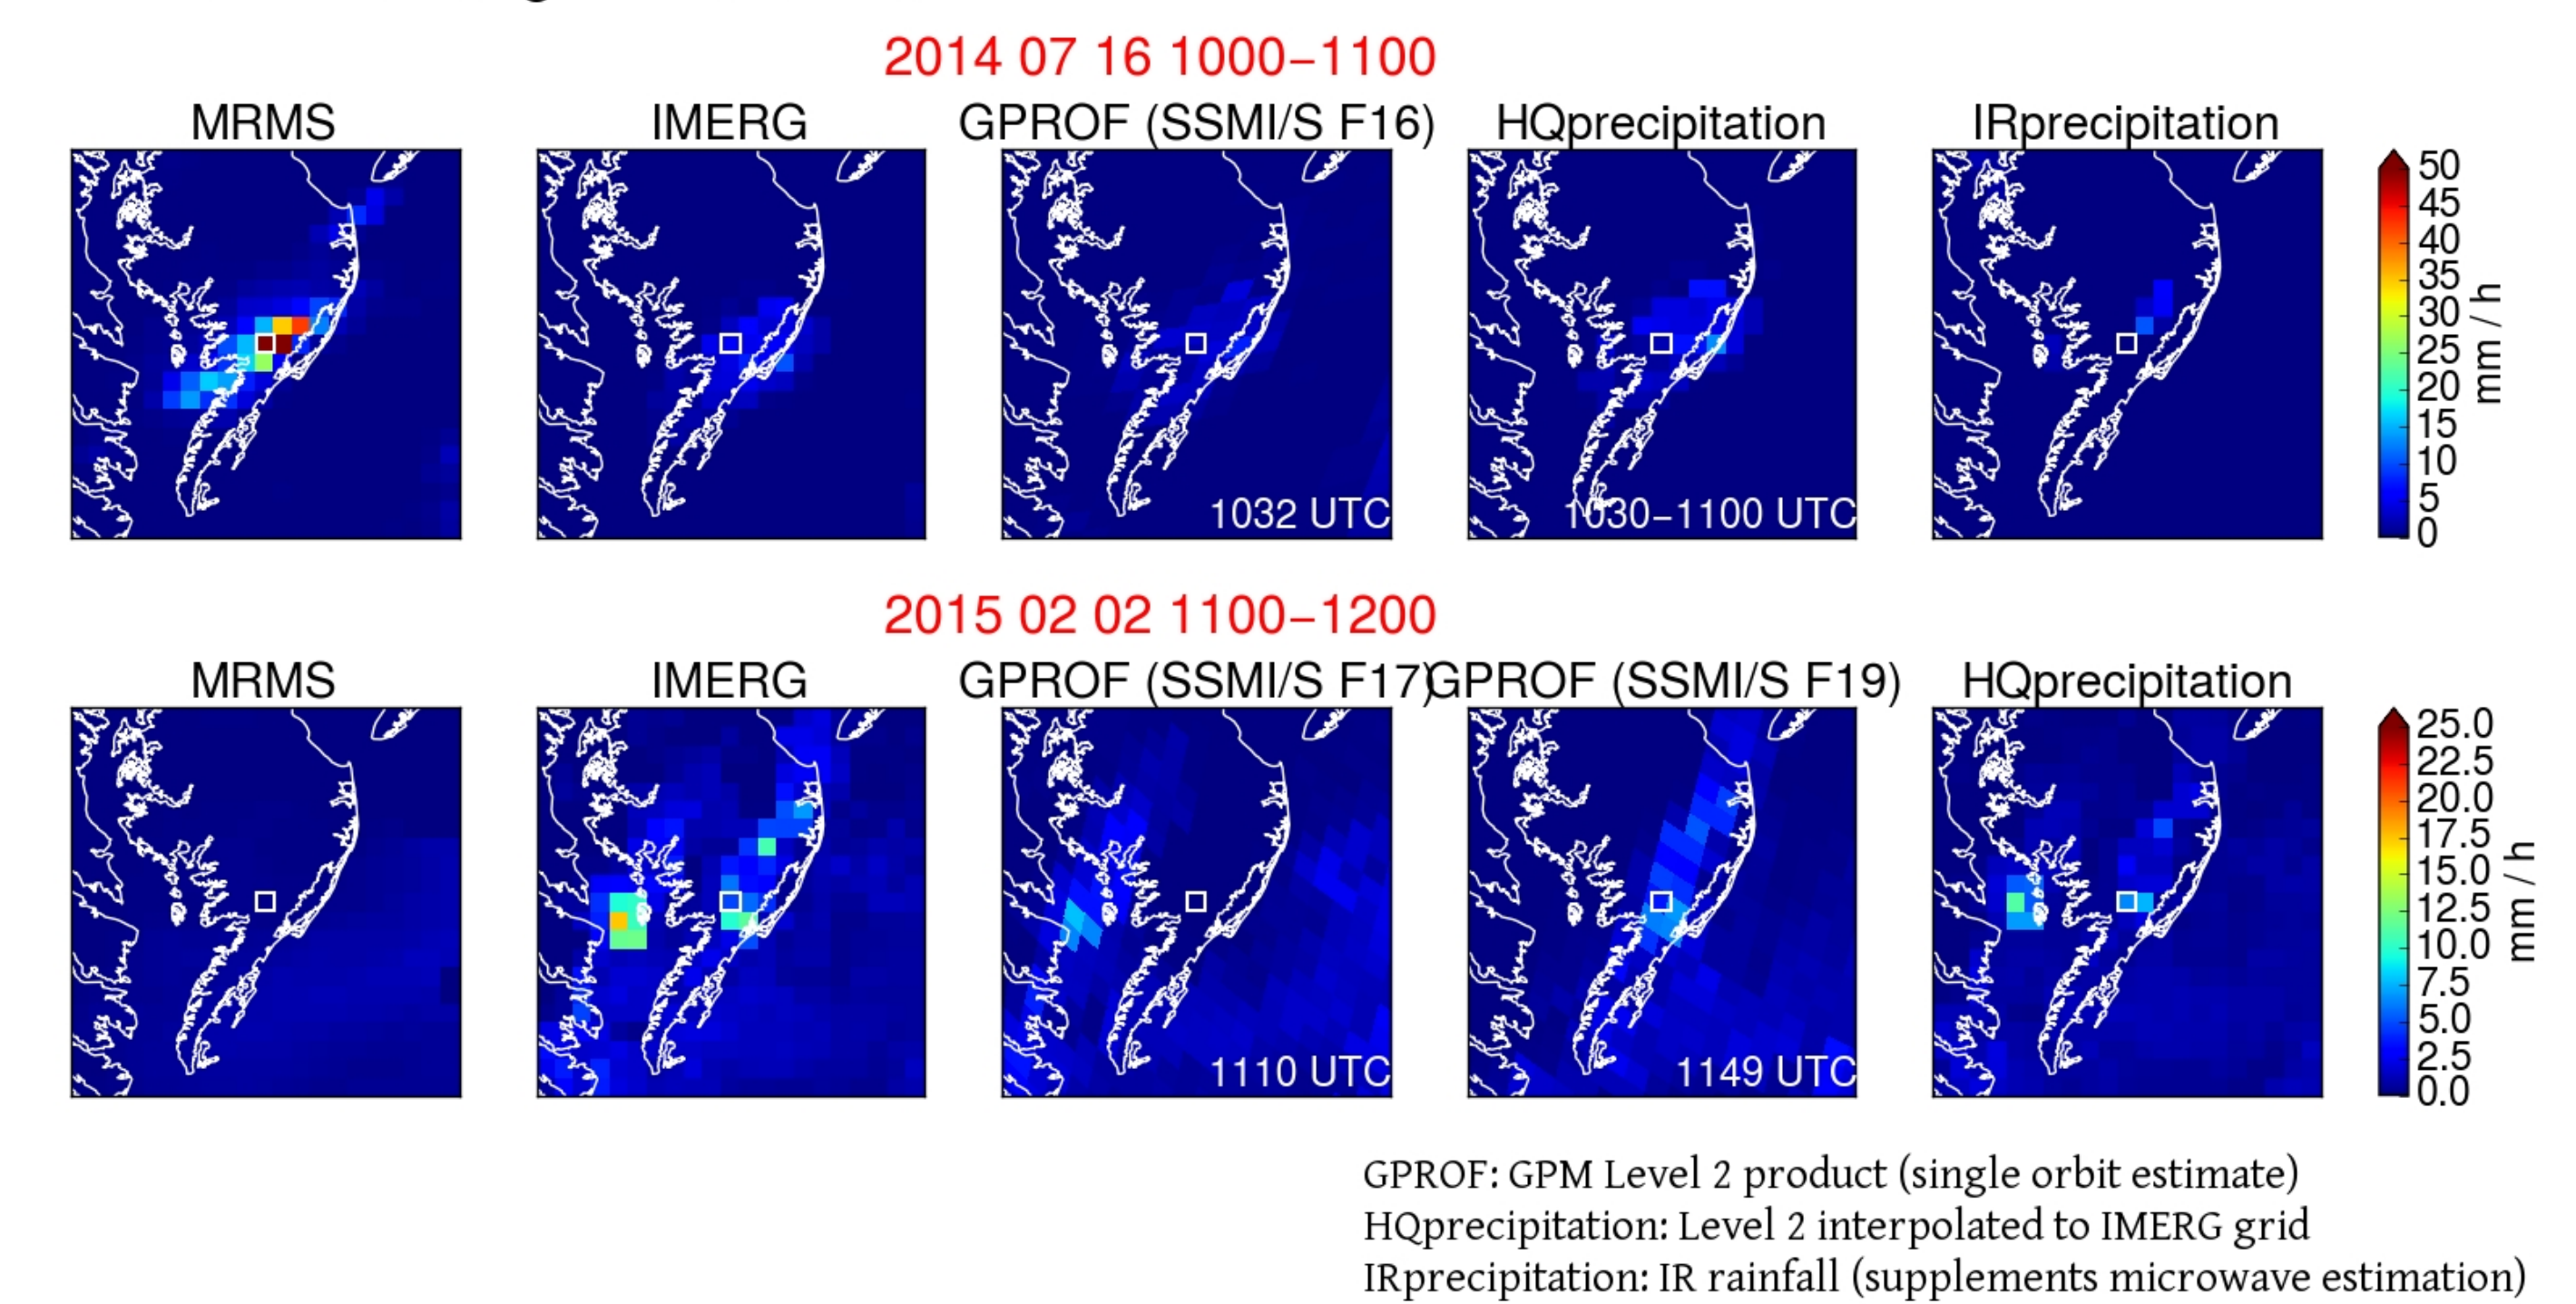 2014 07 16 1000–1100
MRMS IMERG GPROF (SSMI/S F16) HQprecipitation IRprecipitation
50
45
40
35
30
25
20
15
10
5
0
mm / h
1032 UTC
1030–1100 UTC
2015 02 02 1100–1200
MRMS IMERG GPROF (SSMI/S F17) GPROF (SSMI/S F19) HQprecipitation
25.0
22.5
20.0
17.5
15.0
12.5
10.0
7.5
5.0
2.5
0.0
mm / h
1110 UTC
1149 UTC
GPROF: GPM Level 2 product (single orbit estimate)
HQprecipitation: Level 2 interpolated to IMERG grid
IRprecipitation: IR rainfall (supplements microwave estimation)